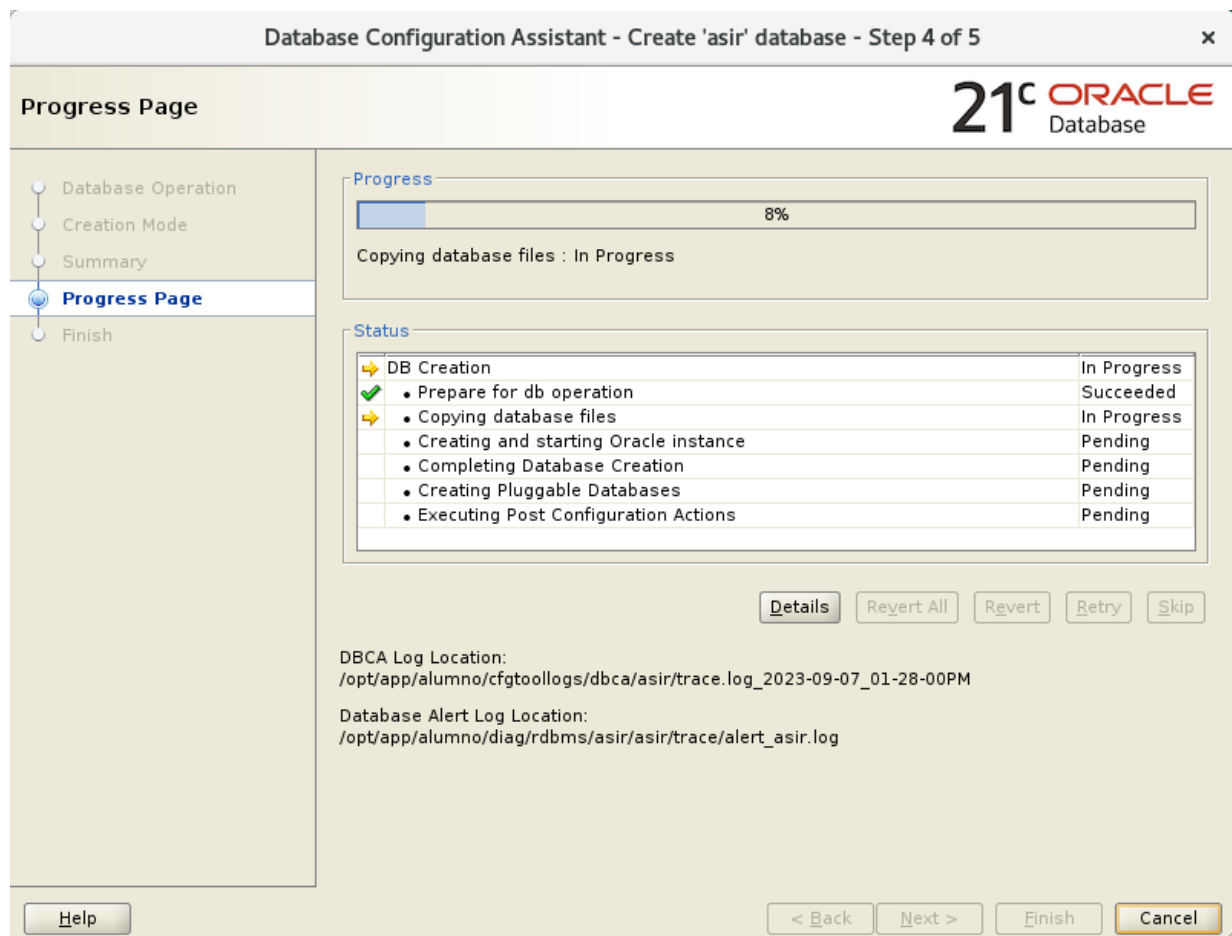 Database Configuration Assistant - Create 'asir' database - Step 4 of 5
×
Progress Page
21c ORACLE
Database
Database Operation
Creation Mode
Summary
Progress Page
Finish
Progress
8%
Copying database files : In Progress
Status
DB Creation In Progress
• Prepare for db operation Succeeded
• Copying database files In Progress
• Creating and starting Oracle instance Pending
• Completing Database Creation Pending
• Creating Pluggable Databases Pending
• Executing Post Configuration Actions Pending
Details Revert All Revert Retry Skip
DBCA Log Location:
/opt/app/alumno/cfgtoollogs/dbca/asir/trace.log_2023-09-07_01-28-00PM
Database Alert Log Location:
/opt/app/alumno/diag/rdbms/asir/asir/trace/alert_asir.log
Help < Back Next > Finish Cancel